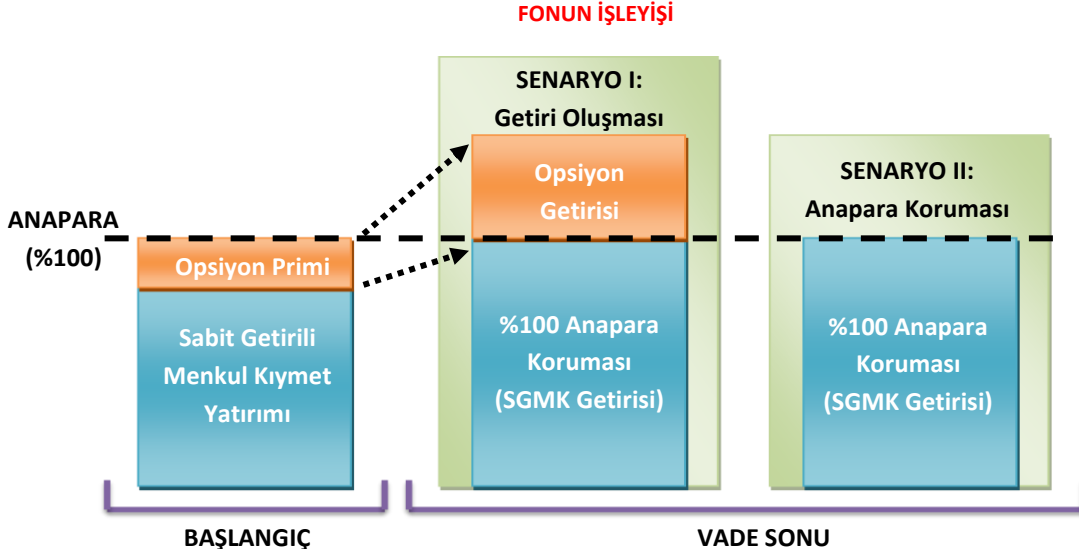 FONUN İŞLEYİŞİ
ANAPARA
(%100)
Opsiyon Primi
Sabit Getirili
Menkul Kıymet
Yatırımı
SENARYO I:
Getiri Oluşması
Opsiyon
Getirisi
%100 Anapara
Koruması
(SGMK Getirisi)
SENARYO II:
Anapara Koruması
%100 Anapara
Koruması
(SGMK Getirisi)
BAŞLANGIÇ
VADE SONU